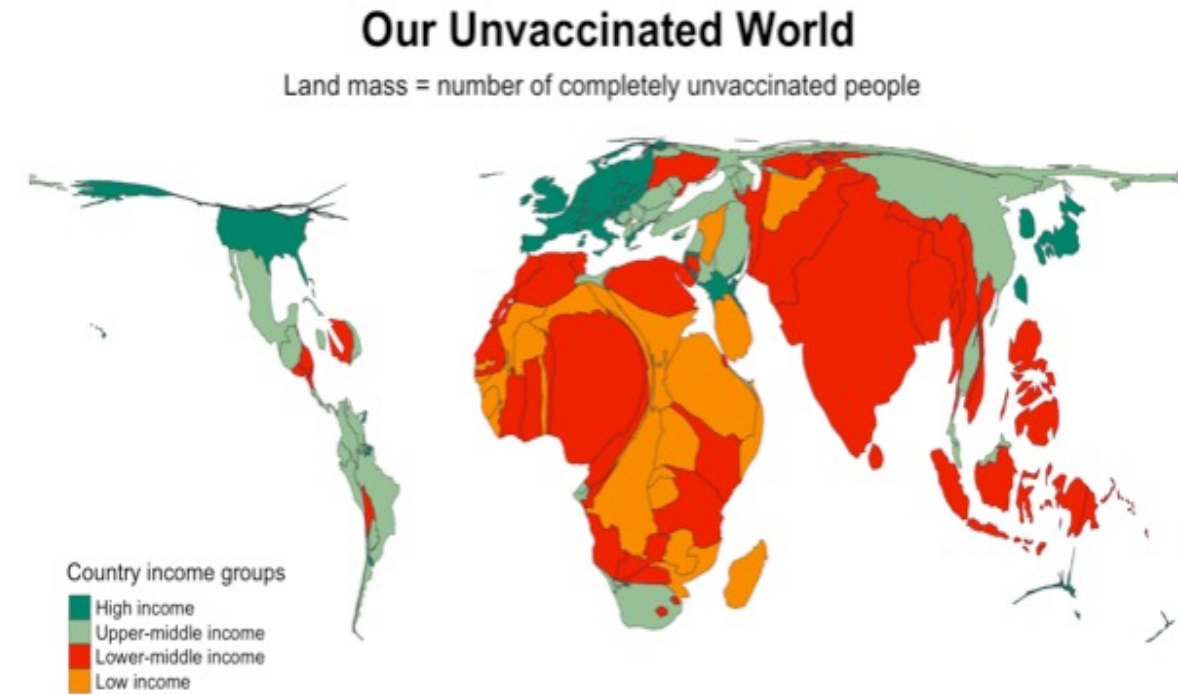 Our Unvaccinated World
Land mass = number of completely unvaccinated people
Country income groups
High income
Upper-middle income
Lower-middle income
Low income